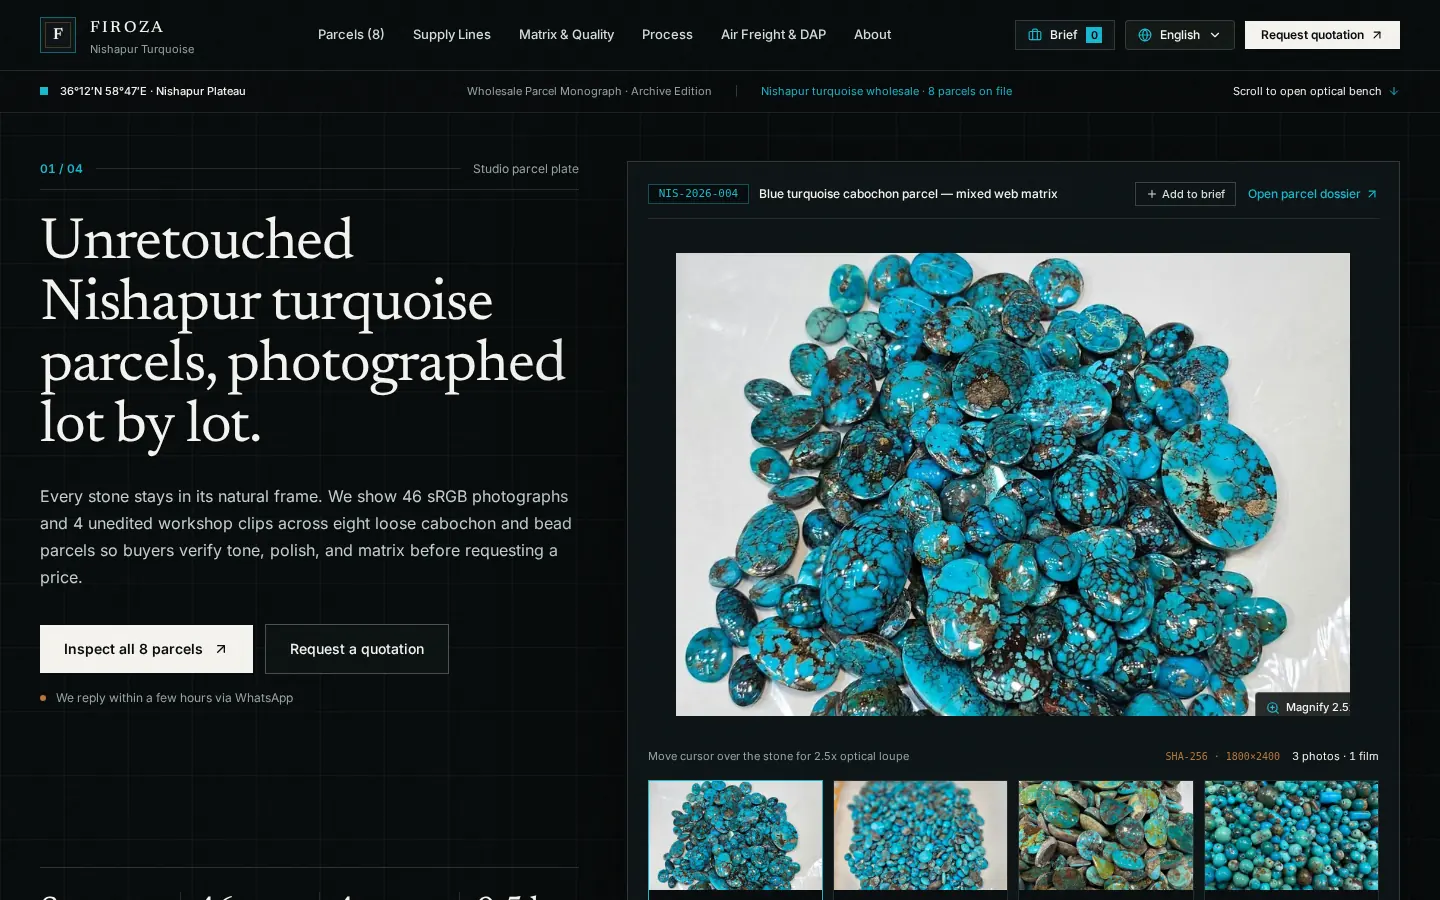 F
FIROZA
Nishapur Turquoise
Parcels (8)
Supply Lines
Matrix & Quality
Process
Air Freight & DAP
About
Brief 0
English
Request quotation
36°12'N 58°47'E · Nishapur Plateau
Wholesale Parcel Monograph · Archive Edition
Nishapur turquoise wholesale · 8 parcels on file
Scroll to open optical bench
01 / 04
Studio parcel plate
Unretouched
Nishapur turquoise
parcels, photographed
lot by lot.
Every stone stays in its natural frame. We show 46 sRGB photographs
and 4 unedited workshop clips across eight loose cabochon and bead
parcels so buyers verify tone, polish, and matrix before requesting a
price.
Inspect all 8 parcels
Request a quotation
We reply within a few hours via WhatsApp
NIS-2026-004
Blue turquoise cabochon parcel — mixed web matrix
Add to brief
Open parcel dossier
Magnify 2.5
Move cursor over the stone for 2.5x optical loupe
SHA-256 · 1800×2400
3 photos · 1 film